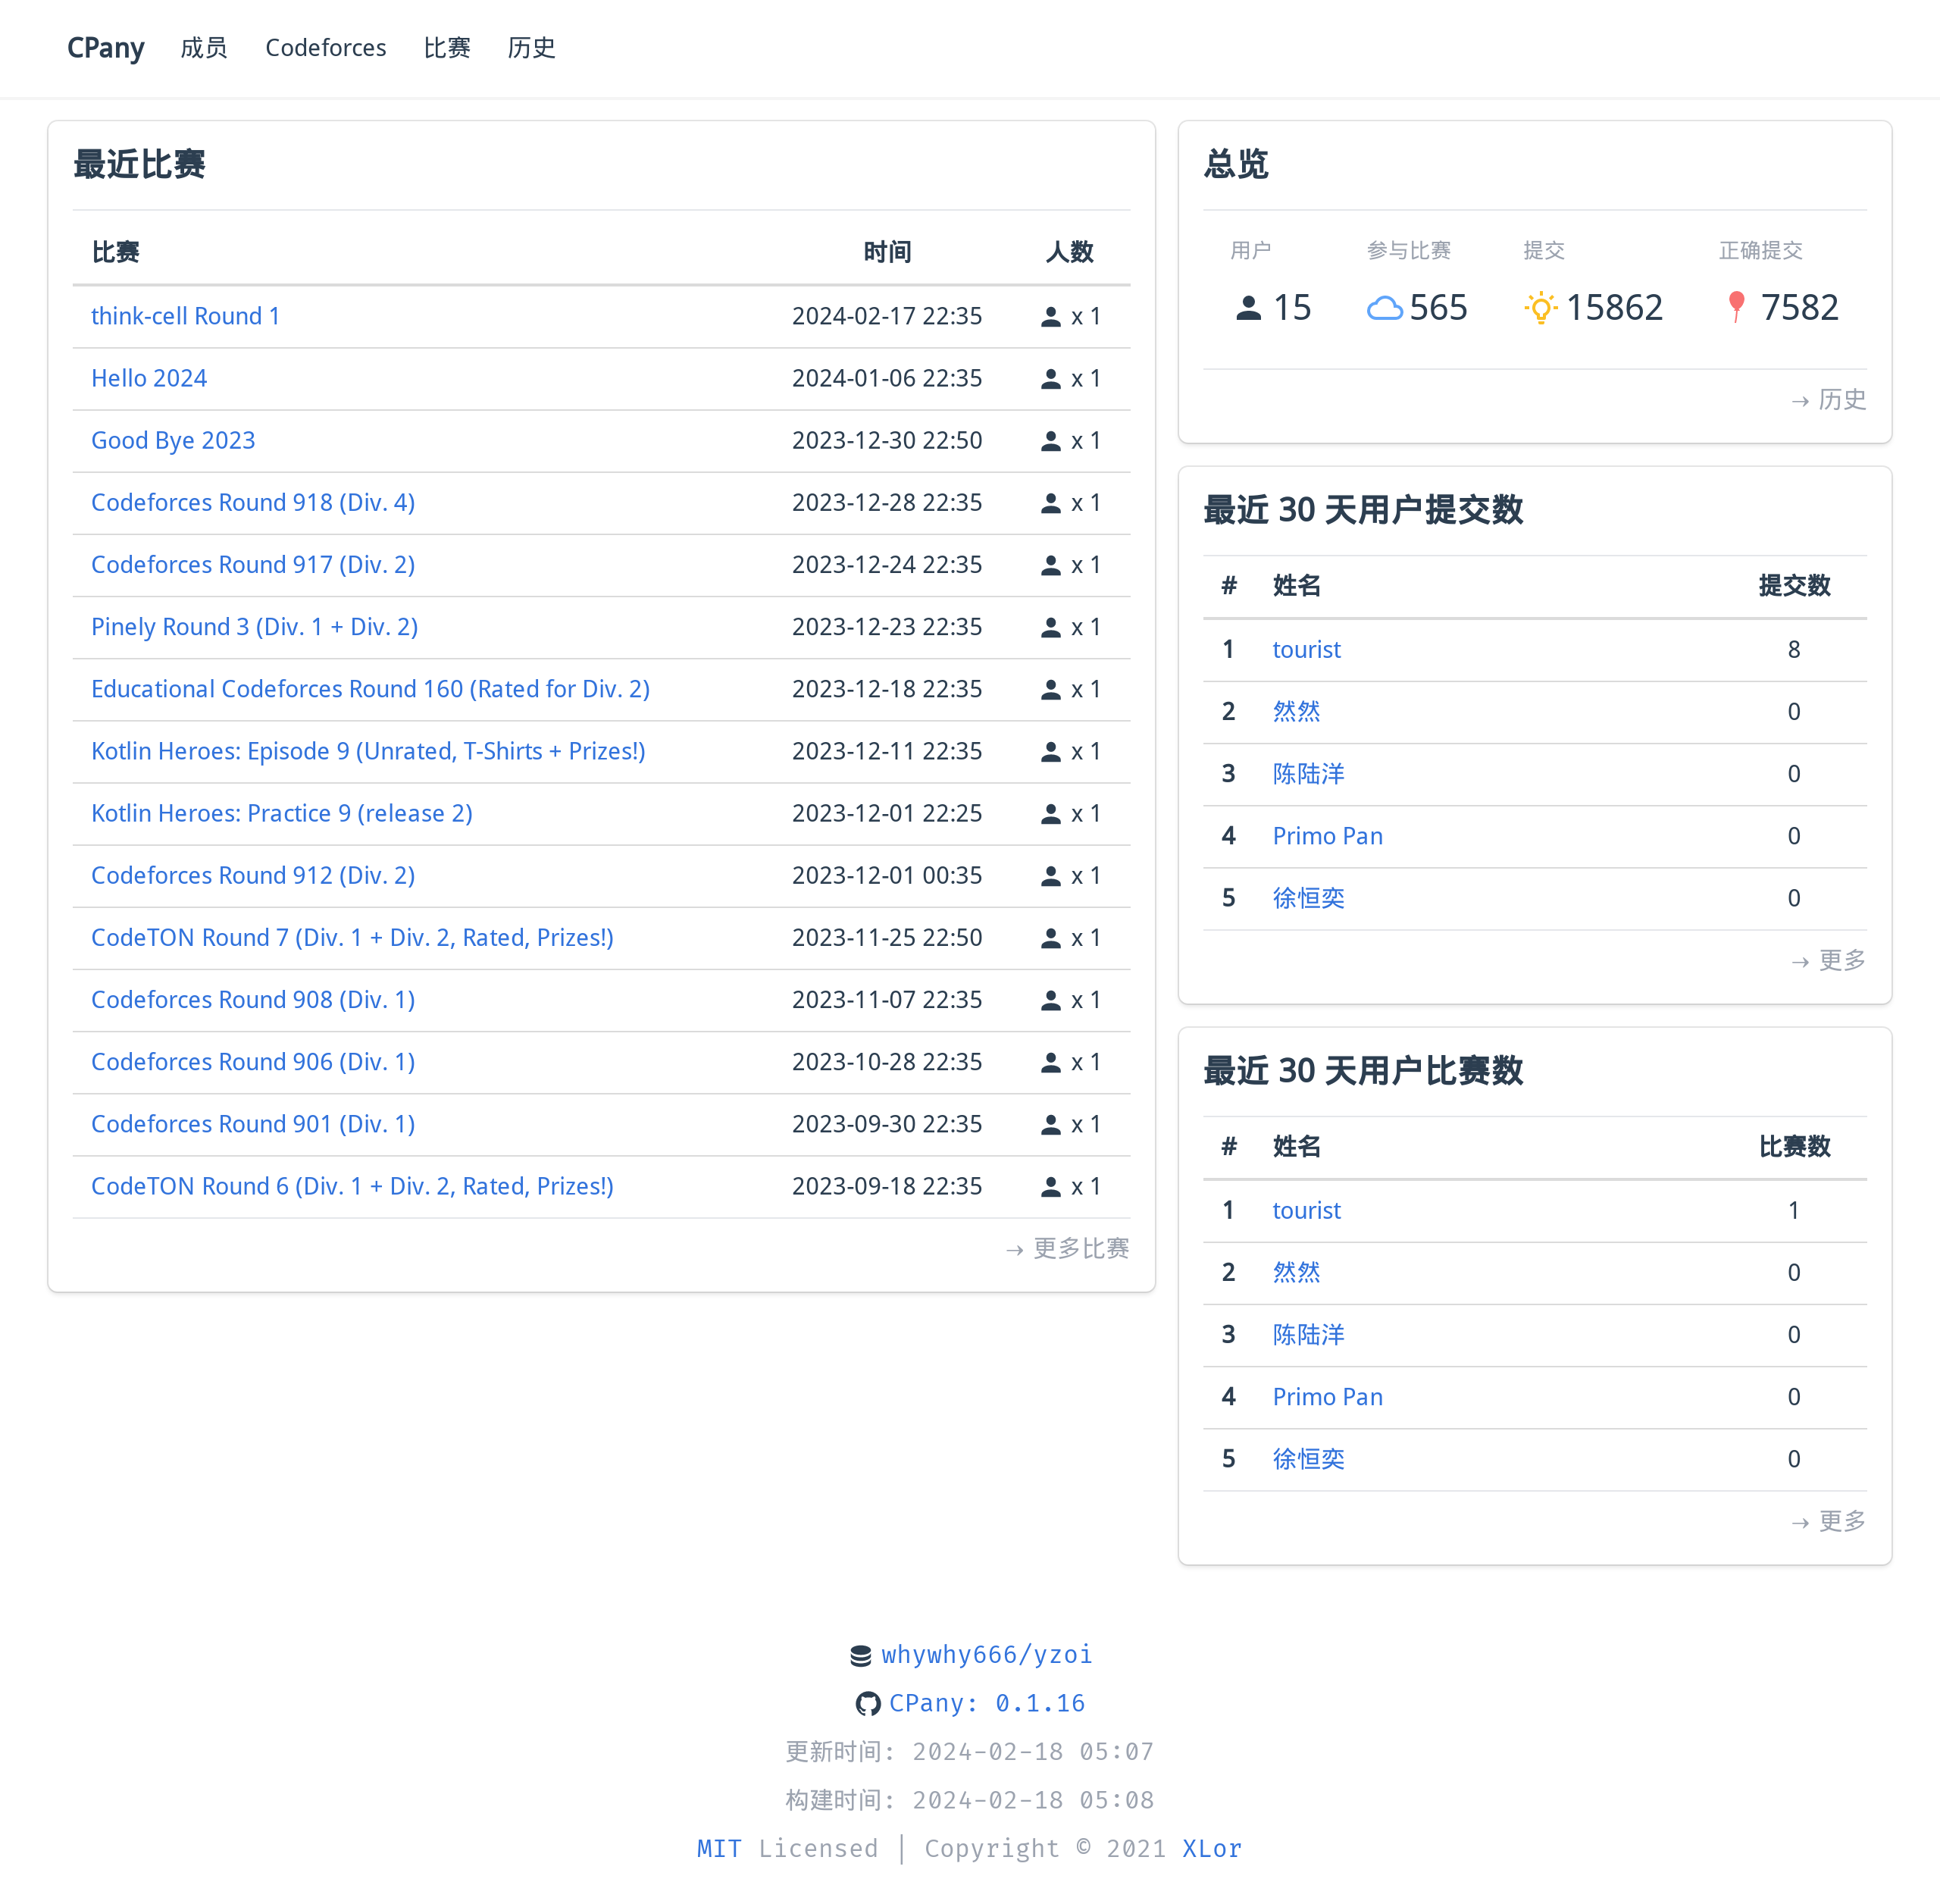 CPany 成员 Codeforces 比赛 历史
最近比赛
比赛 时间 人数
think-cell Round 1 2024-02-17 22:35 x 1
Hello 2024 2024-01-06 22:35 x 1
Good Bye 2023 2023-12-30 22:50 x 1
Codeforces Round 918 (Div. 4) 2023-12-28 22:35 x 1
Codeforces Round 917 (Div. 2) 2023-12-24 22:35 x 1
Pinely Round 3 (Div. 1 + Div. 2) 2023-12-23 22:35 x 1
Educational Codeforces Round 160 (Rated for Div. 2) 2023-12-18 22:35 x 1
Kotlin Heroes: Episode 9 (Unrated, T-Shirts + Prizes!) 2023-12-11 22:35 x 1
Kotlin Heroes: Practice 9 (release 2) 2023-12-01 22:25 x 1
Codeforces Round 912 (Div. 2) 2023-12-01 00:35 x 1
CodeTON Round 7 (Div. 1 + Div. 2, Rated, Prizes!) 2023-11-25 22:50 x 1
Codeforces Round 908 (Div. 1) 2023-11-07 22:35 x 1
Codeforces Round 906 (Div. 1) 2023-10-28 22:35 x 1
Codeforces Round 901 (Div. 1) 2023-09-30 22:35 x 1
CodeTON Round 6 (Div. 1 + Div. 2, Rated, Prizes!) 2023-09-18 22:35 x 1
→ 更多比赛
总览
用户 参与比赛 提交 正确提交
15 565 15862 7582
→ 历史
最近 30 天用户提交数
# 姓名 提交数
1 tourist 8
2 然然 0
3 陈陆洋 0
4 Primo Pan 0
5 徐恒奕 0
→ 更多
最近 30 天用户比赛数
# 姓名 比赛数
1 tourist 1
2 然然 0
3 陈陆洋 0
4 Primo Pan 0
5 徐恒奕 0
→ 更多
whywhy666/yzoi
CPany: 0.1.16
更新时间: 2024-02-18 05:07
构建时间: 2024-02-18 05:08
MIT Licensed | Copyright © 2021 XLor